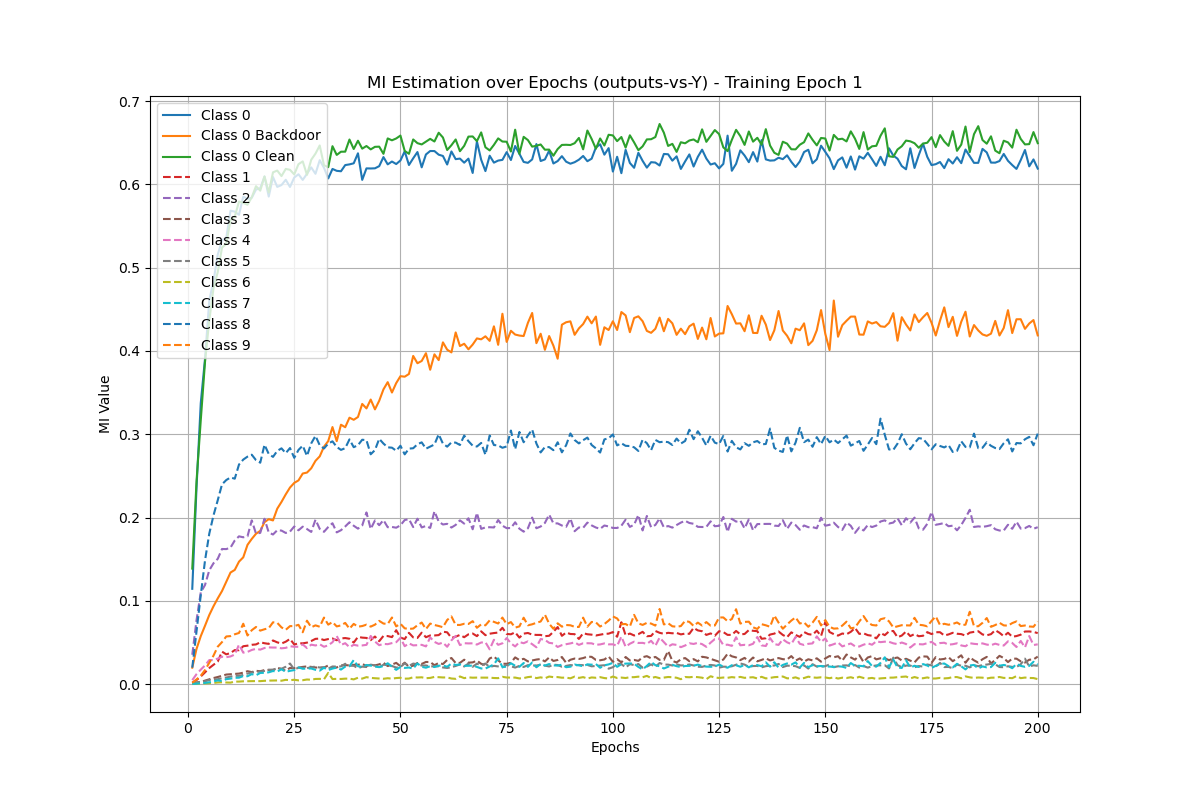 MI Estimation over Epochs (outputs-vs-Y) - Training Epoch 1
0.7
0.6
0.5
0.4
0.3
0.2
0.1
0.0
MI Value
Class 0
Class 0 Backdoor
Class 0 Clean
Class 1
Class 2
Class 3
Class 4
Class 5
Class 6
Class 7
Class 8
Class 9
0 25 50 75 100 125 150 175 200
Epochs